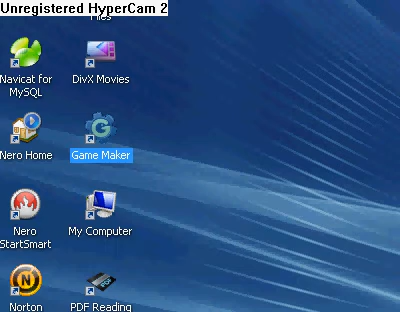 Unregistered HyperCam 2
Files
Navicat for
MySQL
DivX Movies
Nero Home
Game Maker
Nero
StartSmart
My Computer
Norton
PDF Reading